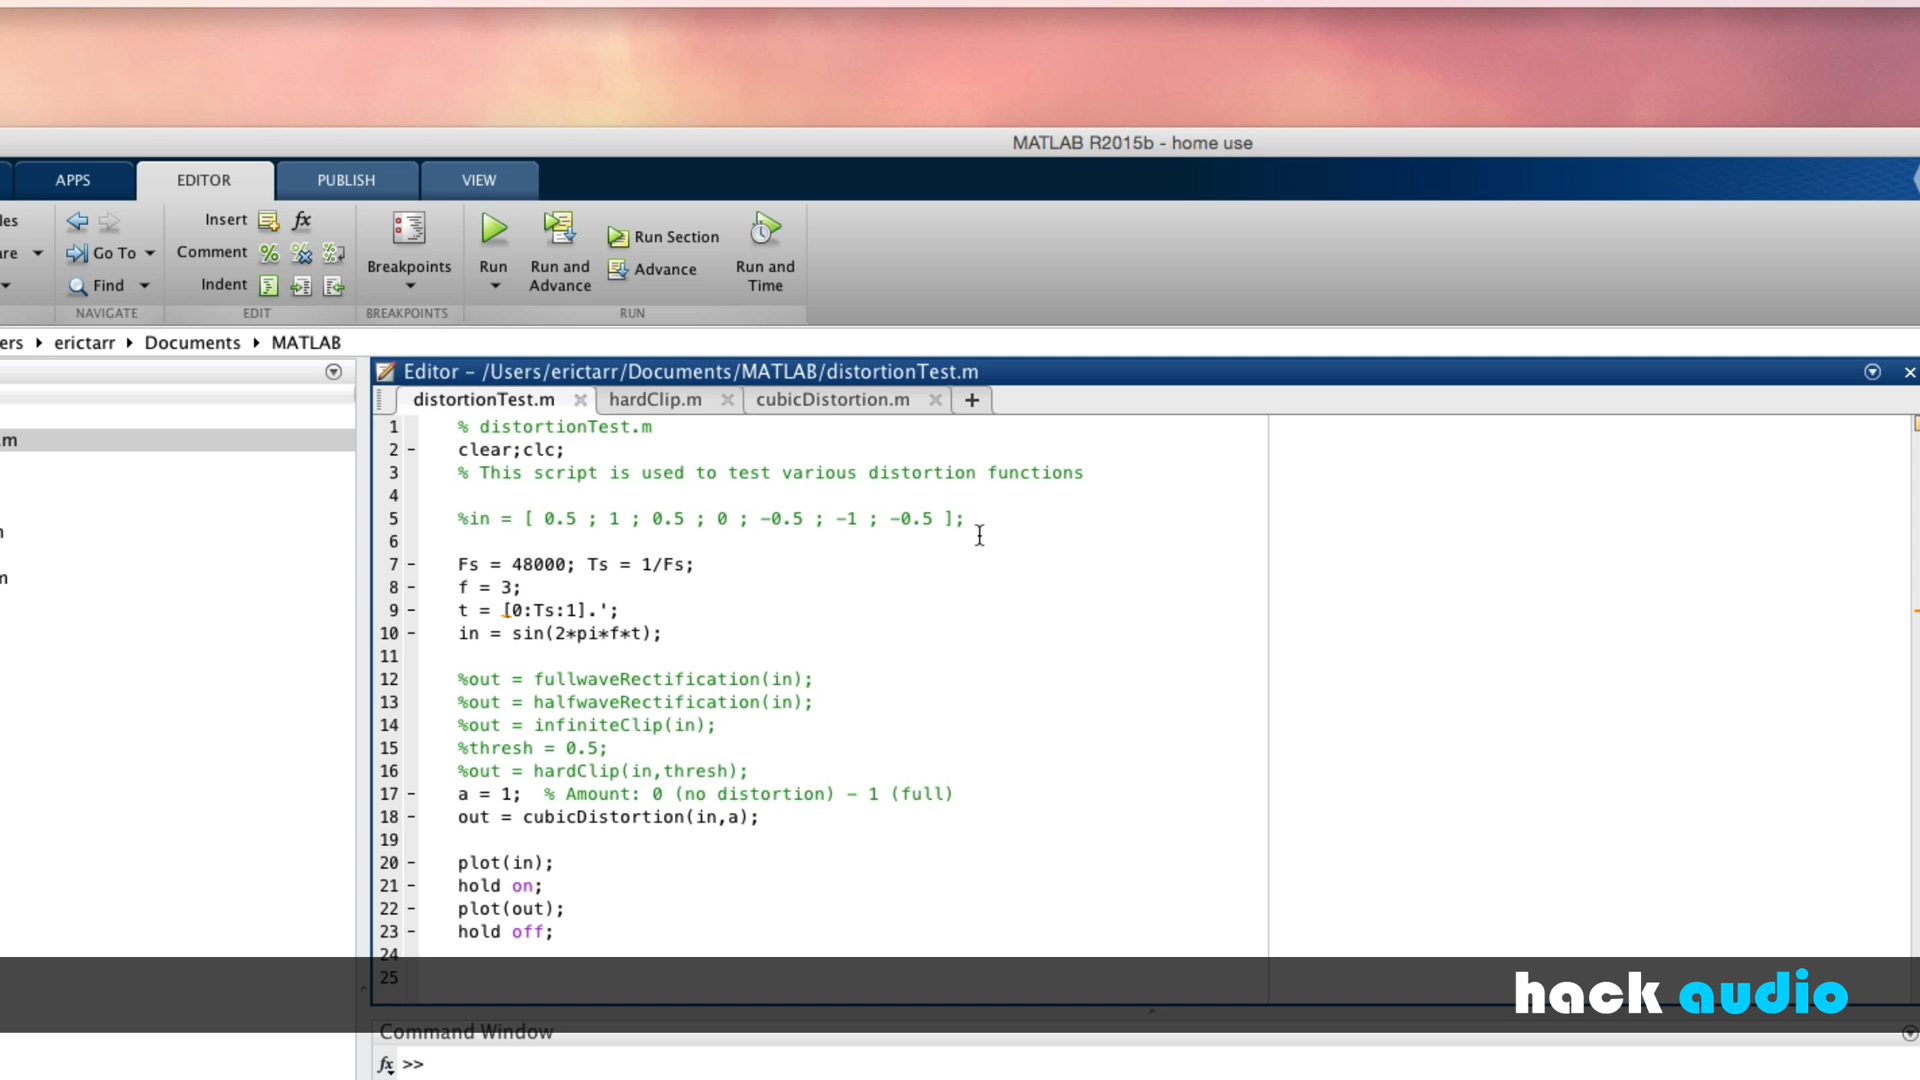 MATLAB R2015b - home use
APPS
EDITOR
PUBLISH
VIEW
les
Insert
fx
re
Go To
Comment
Find
Indent
Breakpoints
Run
Run and
Advance
Run Section
Advance
Run and
Time
NAVIGATE
EDIT
BREAKPOINTS
RUN
ers
erictarr
Documents
MATLAB
Editor - /Users/erictarr/Documents/MATLAB/distortionTest.m
distortionTest.m
hardClip.m
cubicDistortion.m
+
.m
m
1 % distortionTest.m
2 - clear;clc;
3 % This script is used to test various distortion functions
4
5 %in = [ 0.5 ; 1 ; 0.5 ; 0 ; -0.5 ; -1 ; -0.5 ];
6
7 - Fs = 48000; Ts = 1/Fs;
8 - f = 3;
9 - t = [0:Ts:1].';
10 - in = sin(2*pi*f*t);
11
12 %out = fullwaveRectification(in);
13 %out = halfwaveRectification(in);
14 %out = infiniteClip(in);
15 %thresh = 0.5;
16 %out = hardClip(in,thresh);
17 - a = 1;  % Amount: 0 (no distortion) - 1 (full)
18 - out = cubicDistortion(in,a);
19
20 - plot(in);
21 - hold on;
22 - plot(out);
23 - hold off;
24
25
hack audio
Command Window
fx >>